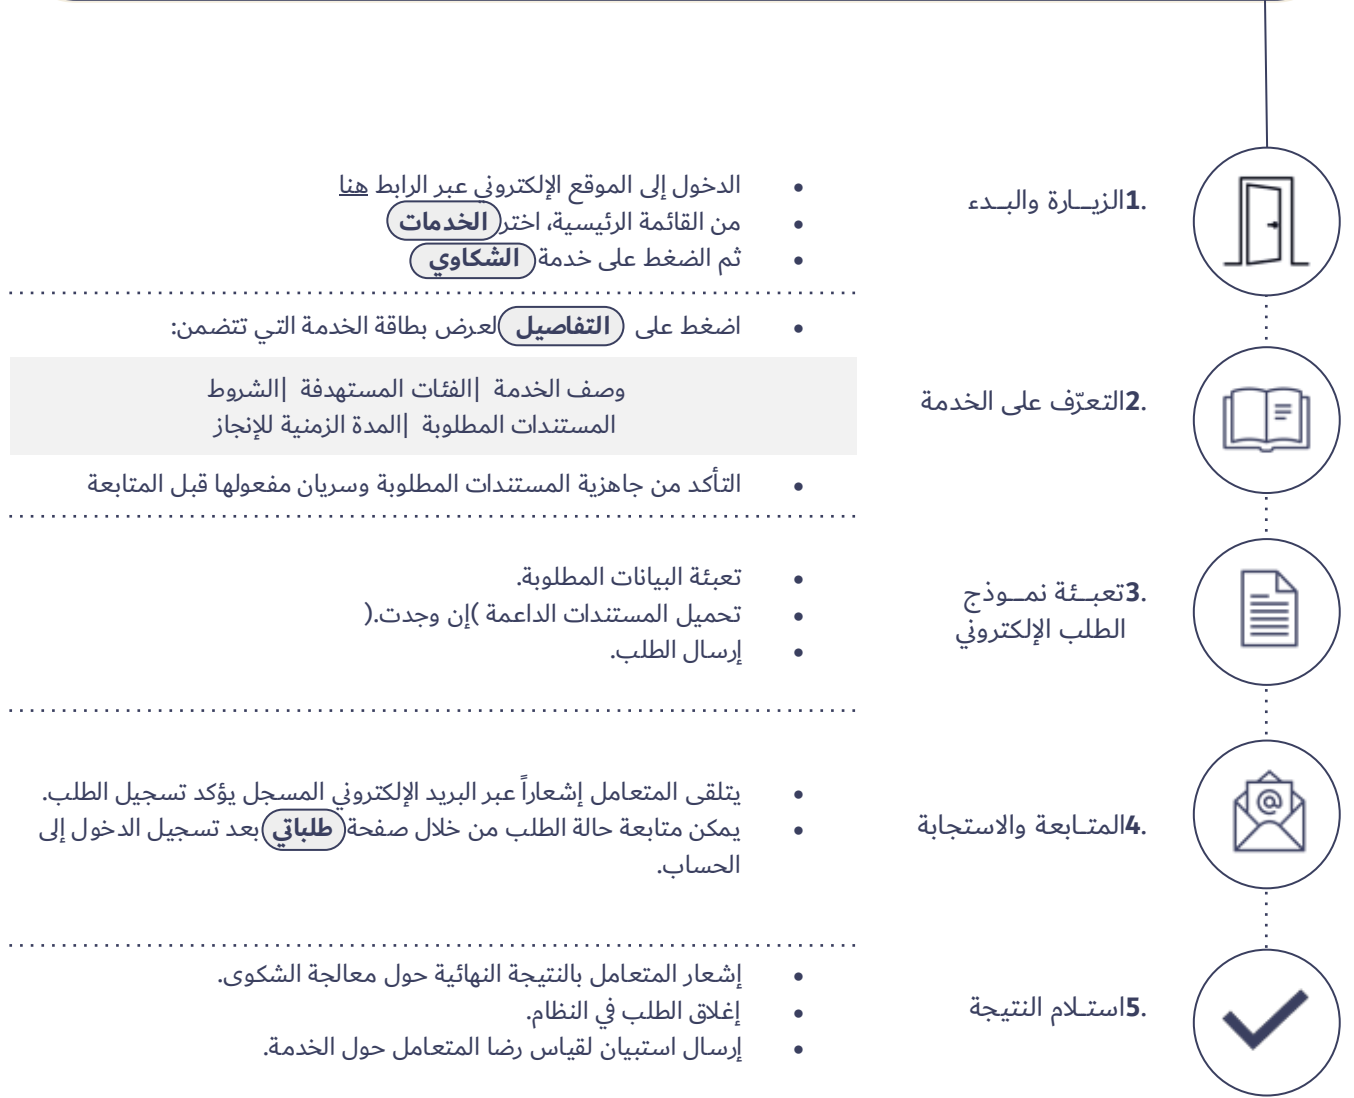 .1الزيــارة والبــدء
الدخول إلى الموقع الإلكتروني عبر الرابط هنا
من القائمة الرئيسية، اختر الخدمات
ثم الضغط على خدمة الشكاوي
.2التعرّف على الخدمة
اضغط على التفاصيل لعرض بطاقة الخدمة التي تتضمن:
وصف الخدمة |الفئات المستهدفة |الشروط
المستندات المطلوبة |المدة الزمنية للإنجاز
التأكد من جاهزية المستندات المطلوبة وسريان مفعولها قبل المتابعة
.3تعبــئة نمــوذج
الطلب الإلكتروني
تعبئة البيانات المطلوبة.
تحميل المستندات الداعمة )إن وجدت.(
إرسال الطلب.
.4المتـابعة والاستجابة
يتلقى المتعامل إشعاراً عبر البريد الإلكتروني المسجل يؤكد تسجيل الطلب.
يمكن متابعة حالة الطلب من خلال صفحة طلباتي بعد تسجيل الدخول إلى
الحساب.
.5استـلام النتيجة
إشعار المتعامل بالنتيجة النهائية حول معالجة الشكوى.
إغلاق الطلب في النظام.
إرسال استبيان لقياس رضا المتعامل حول الخدمة.